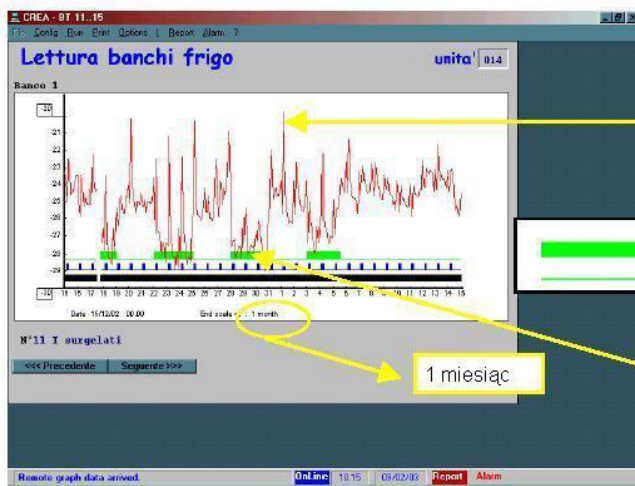 CREA - BT 11..15
File Config Run Print Options | Report Alarm ?
Lettura banchi frigo
unita' 014
Banco 1
-20
-21
-22
-23
-24
-25
-26
-27
-28
-29
-30
16 16 17 18 19 20 21 22 23 24 25 26 27 28 29 30 31 1 2 3 4 5 6 7 8 9 10 11 12 13 14 15
Date 15/12/02 00.00
End scale : 1 month
N°11 I surgelati
<<< Precedente
Seguente >>>
1 miesiąc
Remote graph data arrived.
OnLine
10:15
03/02/03
Report
Alarm